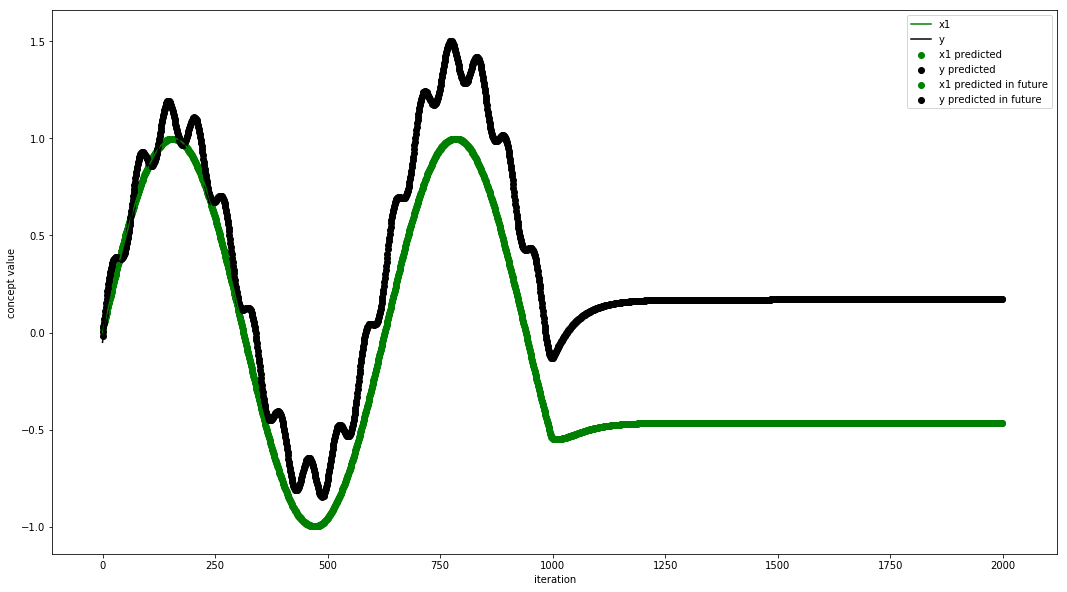 x1
y
x1 predicted
y predicted
x1 predicted in future
y predicted in future
1.5
1.0
0.5
0.0
−0.5
−1.0
concept value
0 250 500 750 1000 1250 1500 1750 2000
iteration